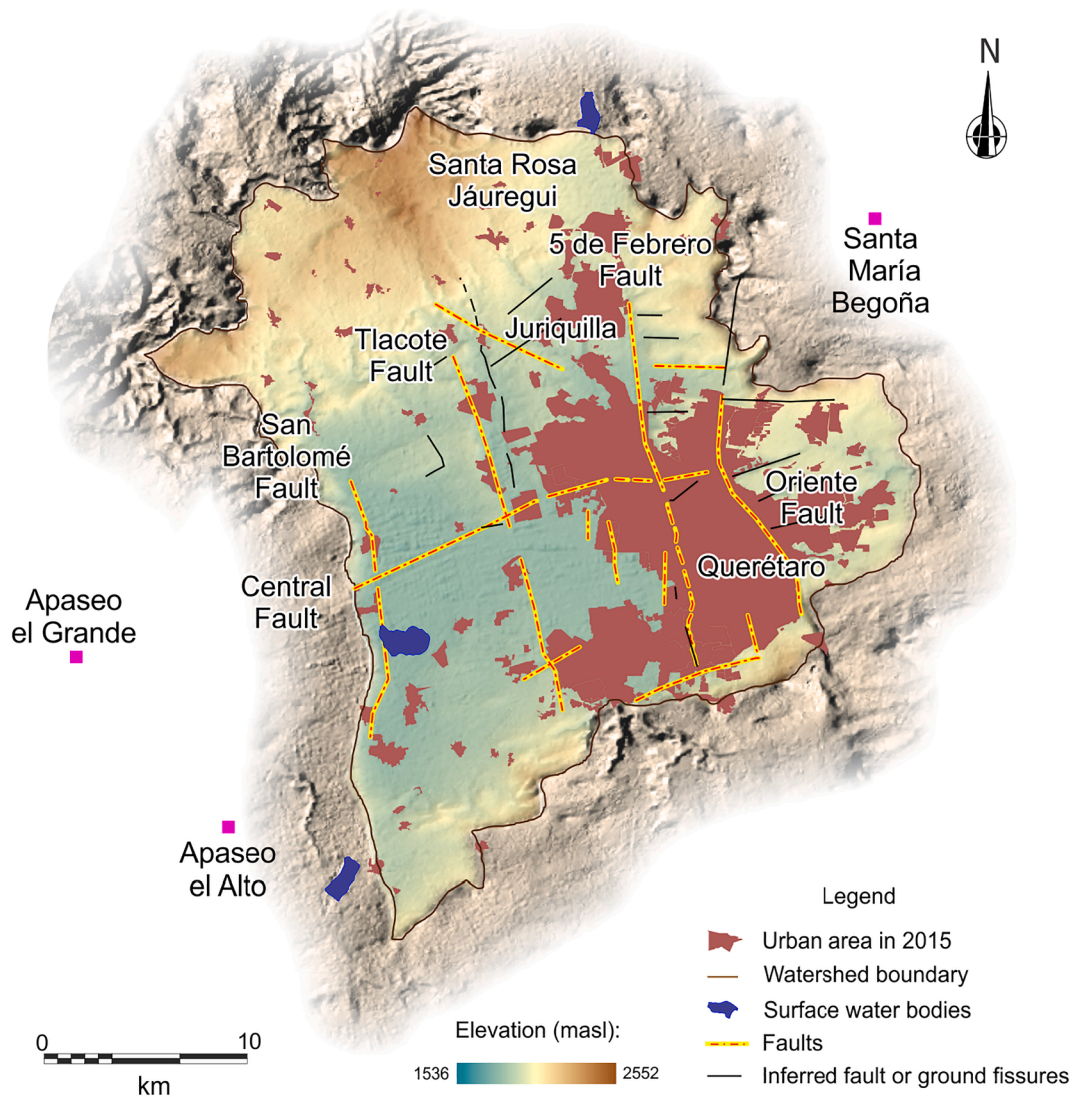 N
Santa Rosa
Jáuregui
5 de Febrero
Fault
Santa
María
Begoña
Juriquilla
Tlacote
Fault
San
Bartolomé
Fault
Oriente
Fault
Querétaro
Central
Fault
Apaseo
el Grande
Apaseo
el Alto
Legend
Urban area in 2015
Watershed boundary
Surface water bodies
Faults
Inferred fault or ground fissures
Elevation (masl):
1536 2552
0 10
km